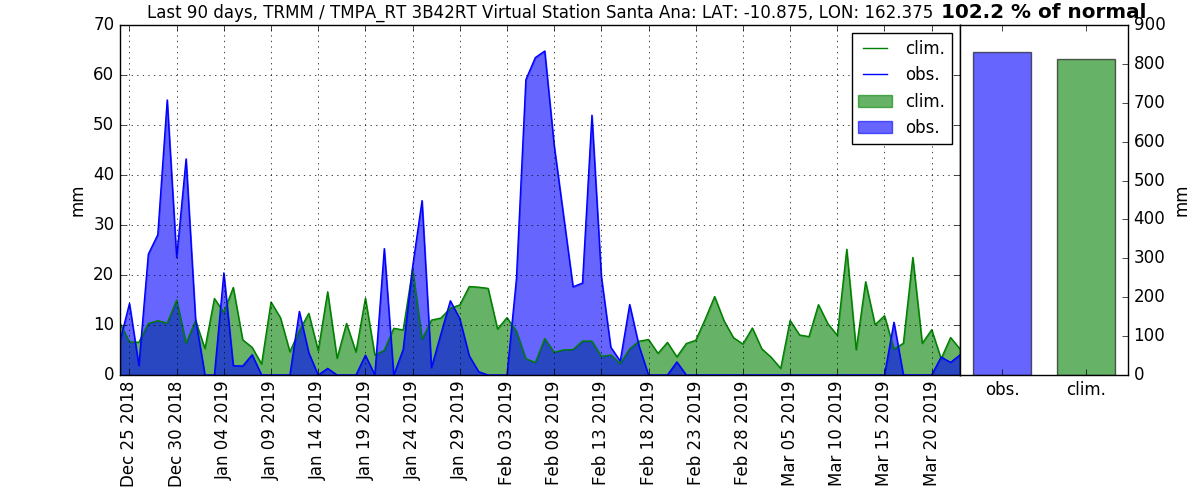 Last 90 days, TRMM / TMPA_RT 3B42RT Virtual Station Santa Ana: LAT: -10.875, LON: 162.375 102.2 % of normal
70
60
50
40
30
20
10
0
mm
clim.
obs.
clim.
obs.
900
800
700
600
500
400
300
200
100
0
mm
obs.
clim.
Dec 25 2018
Dec 30 2018
Jan 04 2019
Jan 09 2019
Jan 14 2019
Jan 19 2019
Jan 24 2019
Jan 29 2019
Feb 03 2019
Feb 08 2019
Feb 13 2019
Feb 18 2019
Feb 23 2019
Feb 28 2019
Mar 05 2019
Mar 10 2019
Mar 15 2019
Mar 20 2019